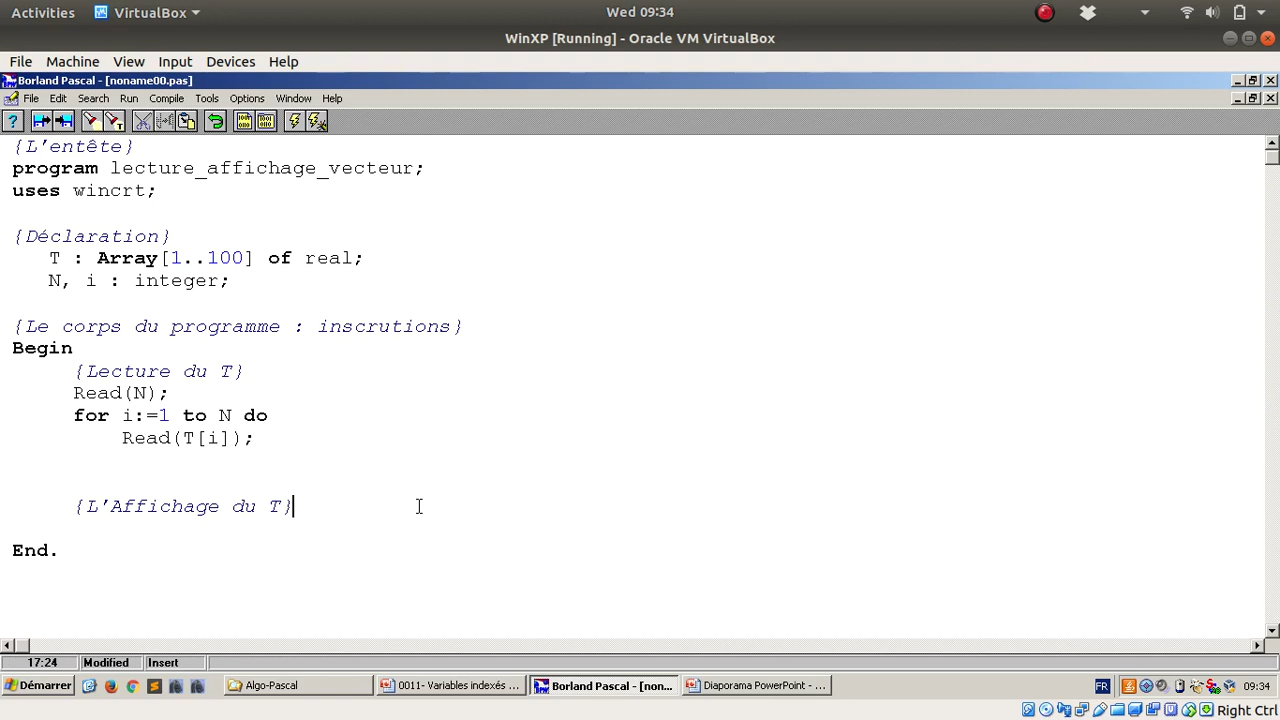 Activities VirtualBox Wed 09:34
WinXP [Running] - Oracle VM VirtualBox
File Machine View Input Devices Help
Borland Pascal - [noname00.pas]
File Edit Search Run Compile Tools Options Window Help
{L'entête}
program lecture_affichage_vecteur;
uses wincrt;
{Déclaration}
T : Array[1..100] of real;
N, i : integer;
{Le corps du programme : inscrutions}
Begin
{Lecture du T}
Read(N);
for i:=1 to N do
Read(T[i]);
{L'Affichage du T}
End.
17:24 Modified Insert
Démarrer Algo-Pascal 0011- Variables indexés ... Borland Pascal - [non... Diaporama PowerPoint - ... FR 09:34
Right Ctrl